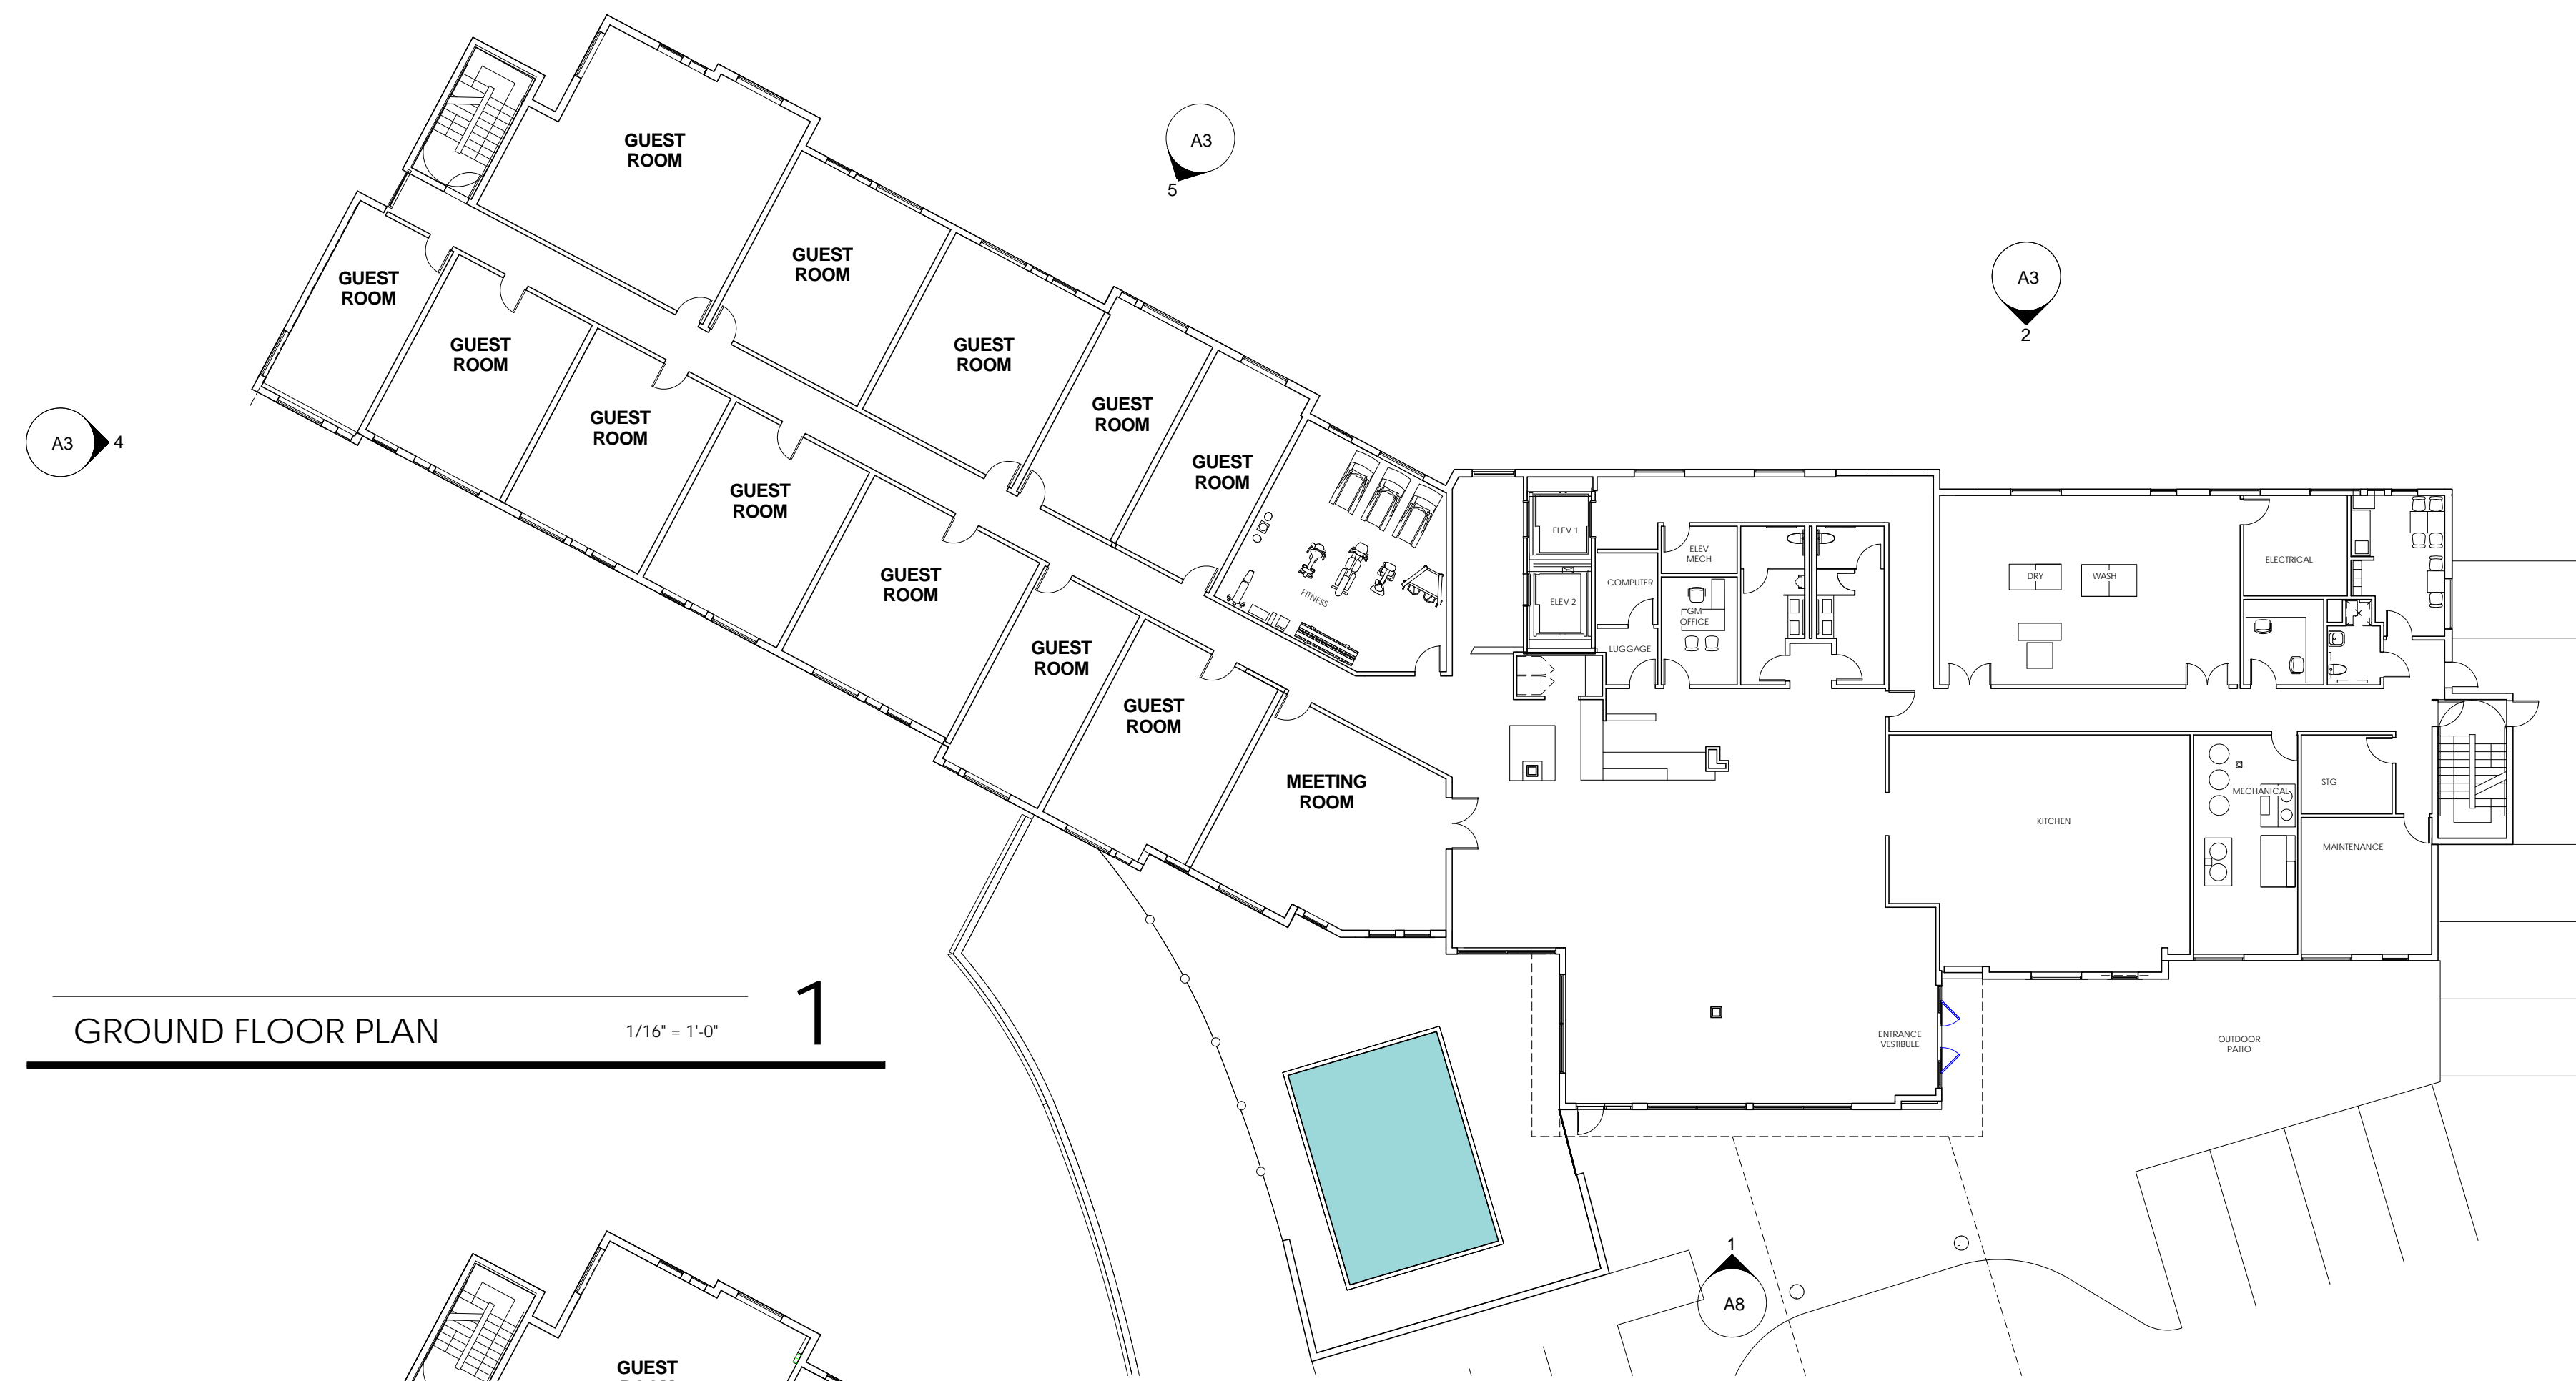 GUEST
ROOM
A3
5
GUEST
ROOM
A3
2
GUEST
ROOM
GUEST
ROOM
GUEST
ROOM
GUEST
ROOM
GUEST
ROOM
GUEST
ROOM
A3
4
GUEST
ROOM
GUEST
ROOM
GUEST
ROOM
GUEST
ROOM
GUEST
ROOM
MEETING
ROOM
FITNESS
ELEV 1
ELEV 2
ELEV
MECH
COMPUTER
GM
OFFICE
LUGGAGE
DRY
WASH
ELECTRICAL
MECHANICAL
STG
KITCHEN
MAINTENANCE
ENTRANCE
VESTIBULE
OUTDOOR
PATIO
GROUND FLOOR PLAN
1/16" = 1'-0"
1
1
A8
GUEST